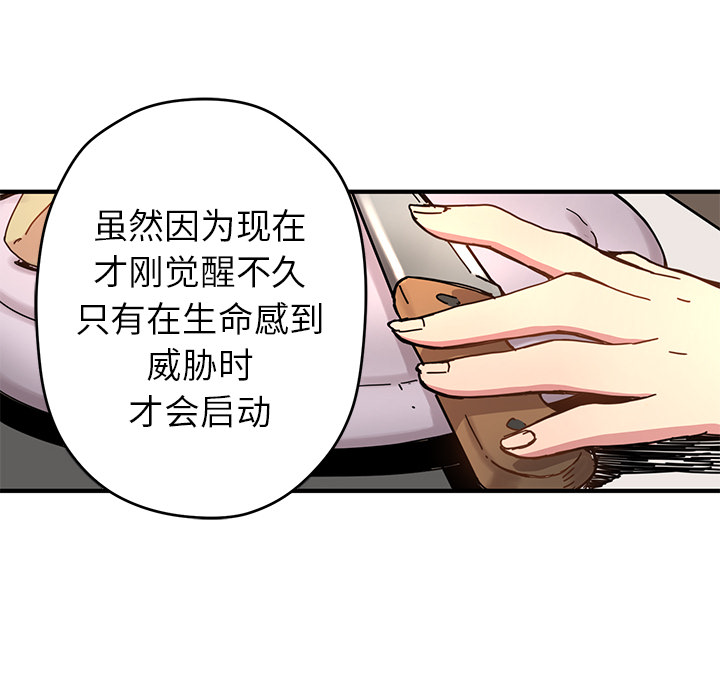 虽然因为现在
才刚觉醒不久
只有在生命感到
威胁时
才会启动